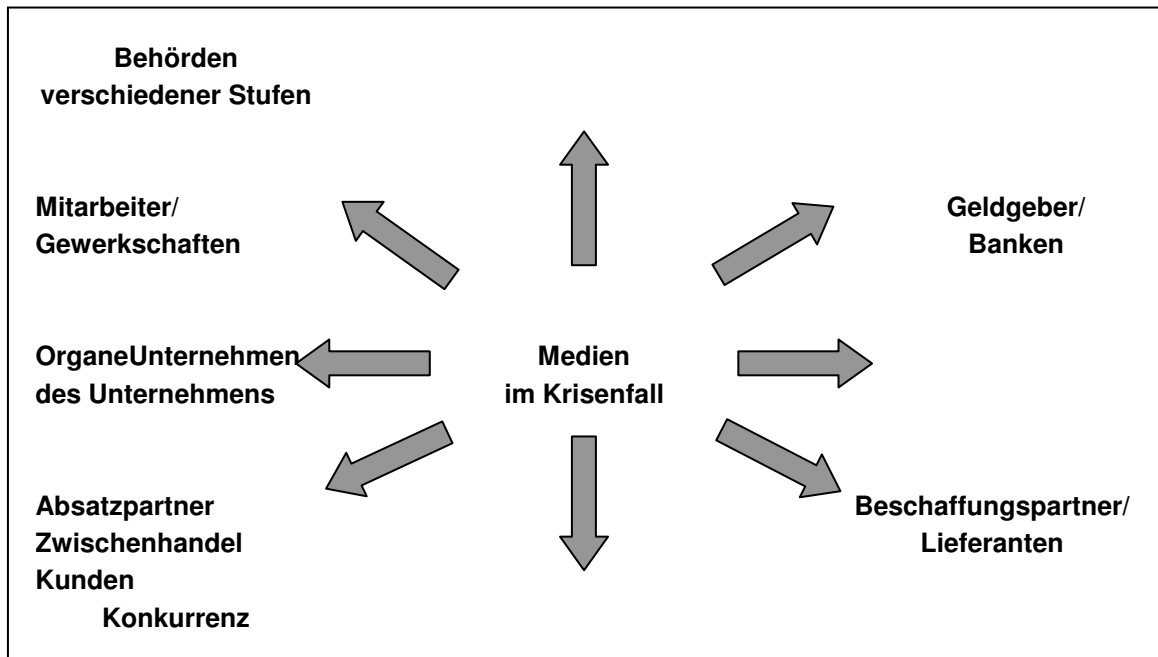 Behörden
verschiedener Stufen
Mitarbeiter/
Gewerkschaften
Geldgeber/
Banken
OrganeUnternehmen
des Unternehmens
Medien
im Krisenfall
Absatzpartner
Zwischenhandel
Kunden
Konkurrenz
Beschaffungspartner/
Lieferanten